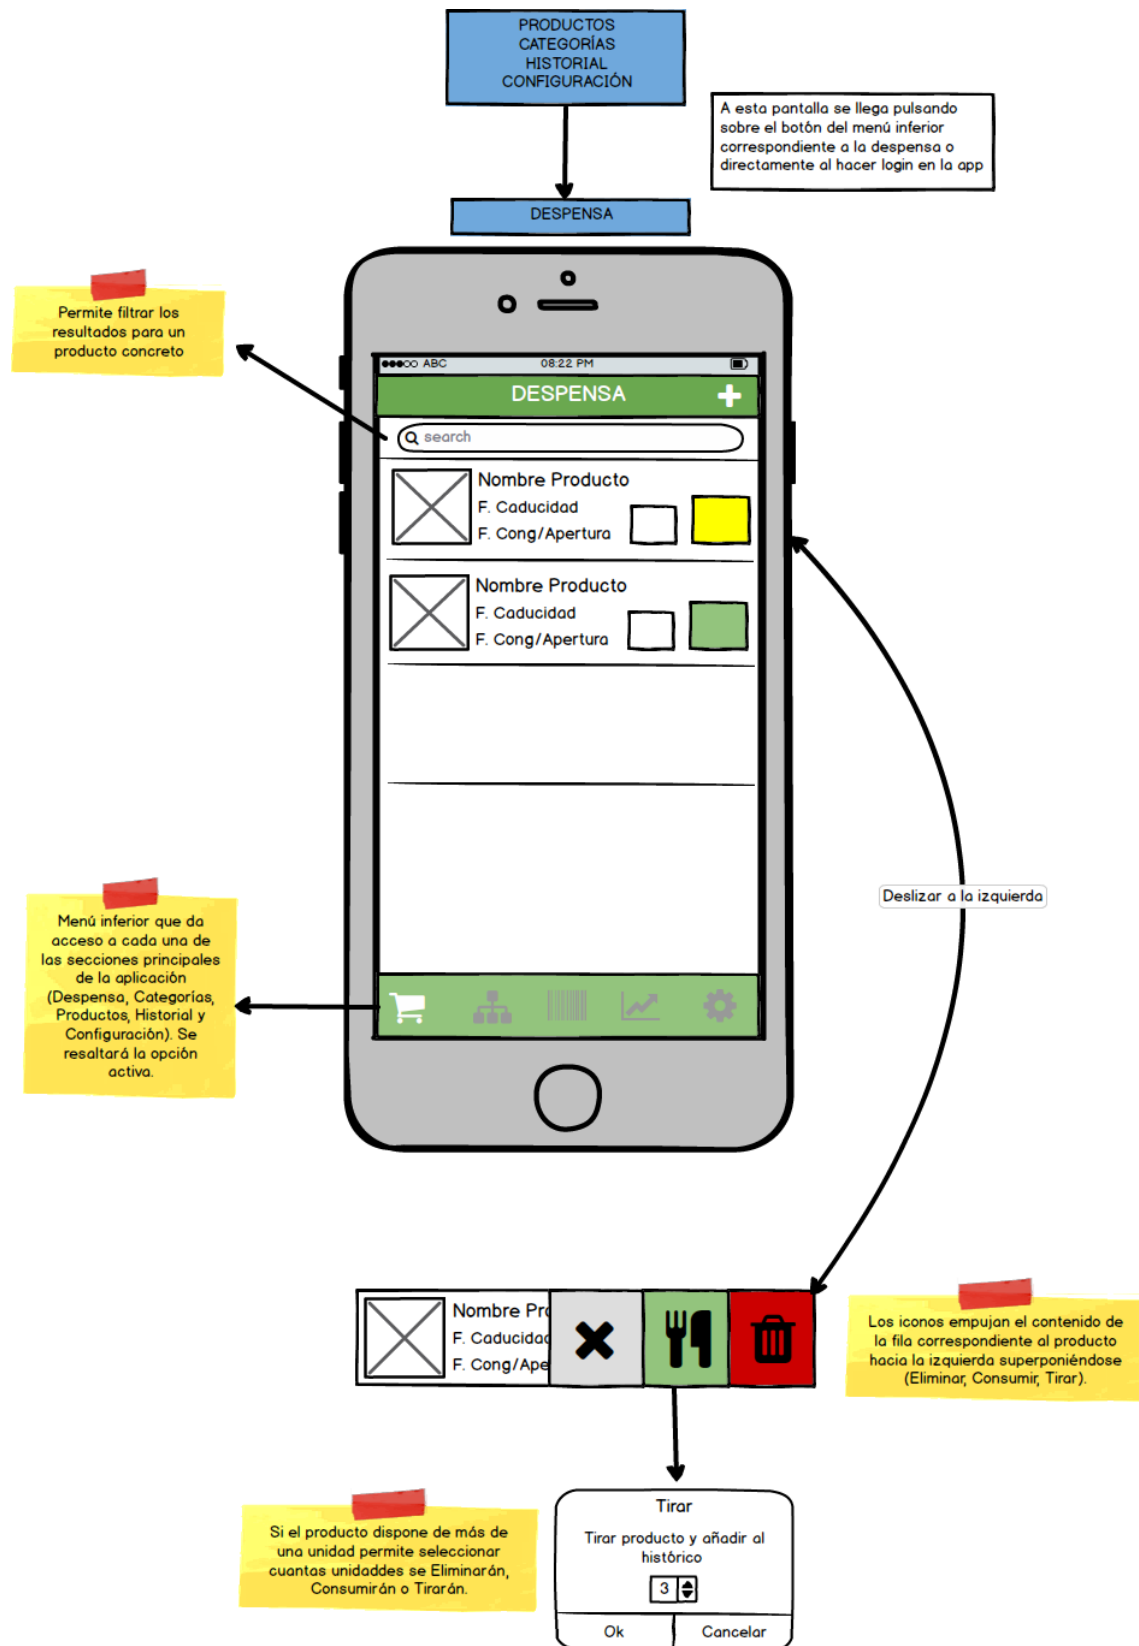 PRODUCTOS
CATEGORÍAS
HISTORIAL
CONFIGURACIÓN
A esta pantalla se llega pulsando
sobre el botón del menú inferior
correspondiente a la despensa o
directamente al hacer login en la app
DESPENSA
Permite filtrar los
resultados para un
producto concreto
ABC
08:22 PM
DESPENSA
search
Nombre Producto
F. Caducidad
F. Cong/Apertura
Nombre Producto
F. Caducidad
F. Cong/Apertura
Deslizar a la izquierda
Menú inferior que da
acceso a cada una de
las secciones principales
de la aplicación
(Despensa, Categorías,
Productos, Historial y
Configuración). Se
resaltará la opción
activa.
Nombre Pro
F. Caducidad
F. Cong/Ape
Los iconos empujan el contenido de
la fila correspondiente al producto
hacia la izquierda superponiéndose
(Eliminar, Consumir, Tirar).
Si el producto dispone de más de
una unidad permite seleccionar
cuantas unidaddes se Eliminarán,
Consumirán o Tirarán.
Tirar
Tirar producto y añadir al
histórico
3
Ok
Cancelar